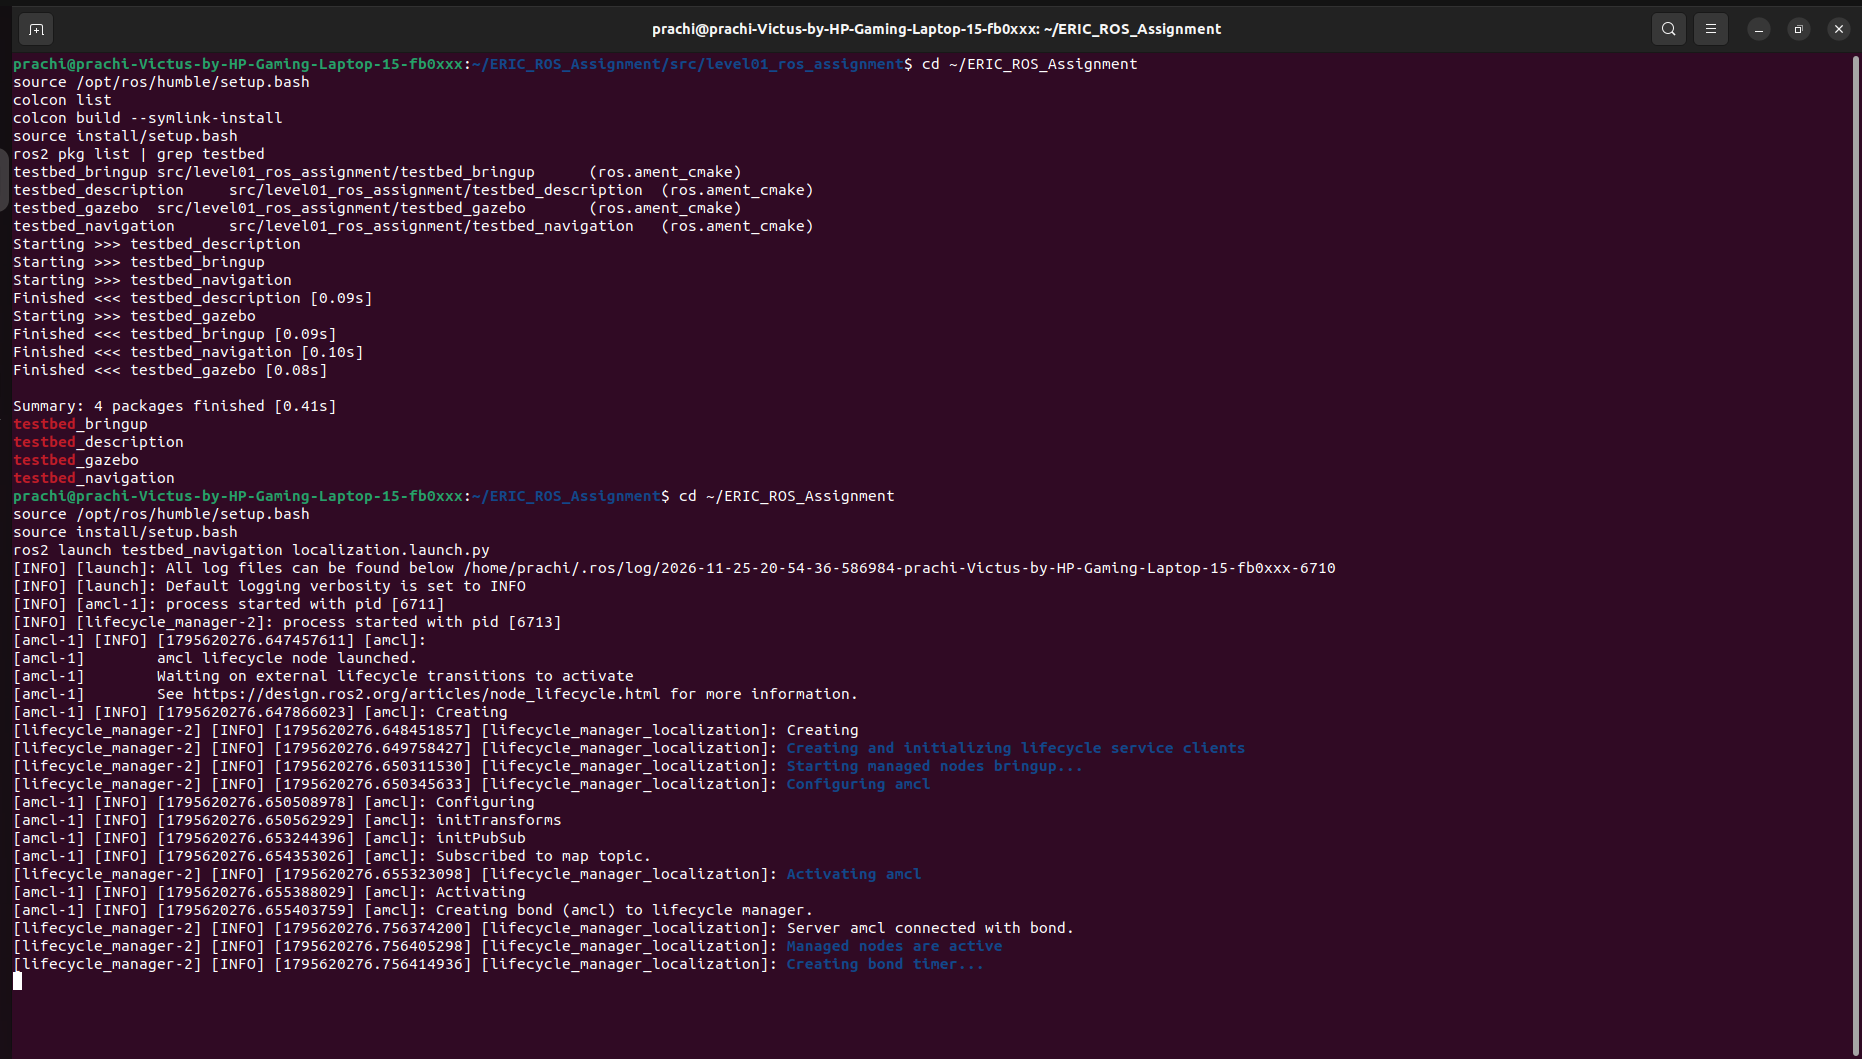 prachi@prachi-Victus-by-HP-Gaming-Laptop-15-fb0xxx: ~/ERIC_ROS_Assignment
prachi@prachi-Victus-by-HP-Gaming-Laptop-15-fb0xxx:~/ERIC_ROS_Assignment/src/level01_ros_assignment$ cd ~/ERIC_ROS_Assignment
source /opt/ros/humble/setup.bash
colcon list
colcon build --symlink-install
source install/setup.bash
ros2 pkg list | grep testbed
testbed_bringup src/level01_ros_assignment/testbed_bringup      (ros.ament_cmake)
testbed_description     src/level01_ros_assignment/testbed_description  (ros.ament_cmake)
testbed_gazebo  src/level01_ros_assignment/testbed_gazebo       (ros.ament_cmake)
testbed_navigation      src/level01_ros_assignment/testbed_navigation   (ros.ament_cmake)
Starting >>> testbed_description
Starting >>> testbed_bringup
Starting >>> testbed_navigation
Finished <<< testbed_description [0.09s]
Starting >>> testbed_gazebo
Finished <<< testbed_bringup [0.09s]
Finished <<< testbed_navigation [0.10s]
Finished <<< testbed_gazebo [0.08s]
Summary: 4 packages finished [0.41s]
testbed_bringup
testbed_description
testbed_gazebo
testbed_navigation
prachi@prachi-Victus-by-HP-Gaming-Laptop-15-fb0xxx:~/ERIC_ROS_Assignment$ cd ~/ERIC_ROS_Assignment
source /opt/ros/humble/setup.bash
source install/setup.bash
ros2 launch testbed_navigation localization.launch.py
[INFO] [launch]: All log files can be found below /home/prachi/.ros/log/2026-11-25-20-54-36-586984-prachi-Victus-by-HP-Gaming-Laptop-15-fb0xxx-6710
[INFO] [launch]: Default logging verbosity is set to INFO
[INFO] [amcl-1]: process started with pid [6711]
[INFO] [lifecycle_manager-2]: process started with pid [6713]
[amcl-1] [INFO] [1795620276.647457611] [amcl]:
[amcl-1]        amcl lifecycle node launched.
[amcl-1]        Waiting on external lifecycle transitions to activate
[amcl-1]        See https://design.ros2.org/articles/node_lifecycle.html for more information.
[amcl-1] [INFO] [1795620276.647866023] [amcl]: Creating
[lifecycle_manager-2] [INFO] [1795620276.648451857] [lifecycle_manager_localization]: Creating
[lifecycle_manager-2] [INFO] [1795620276.649758427] [lifecycle_manager_localization]: Creating and initializing lifecycle service clients
[lifecycle_manager-2] [INFO] [1795620276.650311530] [lifecycle_manager_localization]: Starting managed nodes bringup...
[lifecycle_manager-2] [INFO] [1795620276.650345633] [lifecycle_manager_localization]: Configuring amcl
[amcl-1] [INFO] [1795620276.650508978] [amcl]: Configuring
[amcl-1] [INFO] [1795620276.650562929] [amcl]: initTransforms
[amcl-1] [INFO] [1795620276.653244396] [amcl]: initPubSub
[amcl-1] [INFO] [1795620276.654353026] [amcl]: Subscribed to map topic.
[lifecycle_manager-2] [INFO] [1795620276.655323098] [lifecycle_manager_localization]: Activating amcl
[amcl-1] [INFO] [1795620276.655388029] [amcl]: Activating
[amcl-1] [INFO] [1795620276.655403759] [amcl]: Creating bond (amcl) to lifecycle manager.
[lifecycle_manager-2] [INFO] [1795620276.756374200] [lifecycle_manager_localization]: Server amcl connected with bond.
[lifecycle_manager-2] [INFO] [1795620276.756405298] [lifecycle_manager_localization]: Managed nodes are active
[lifecycle_manager-2] [INFO] [1795620276.756414936] [lifecycle_manager_localization]: Creating bond timer...